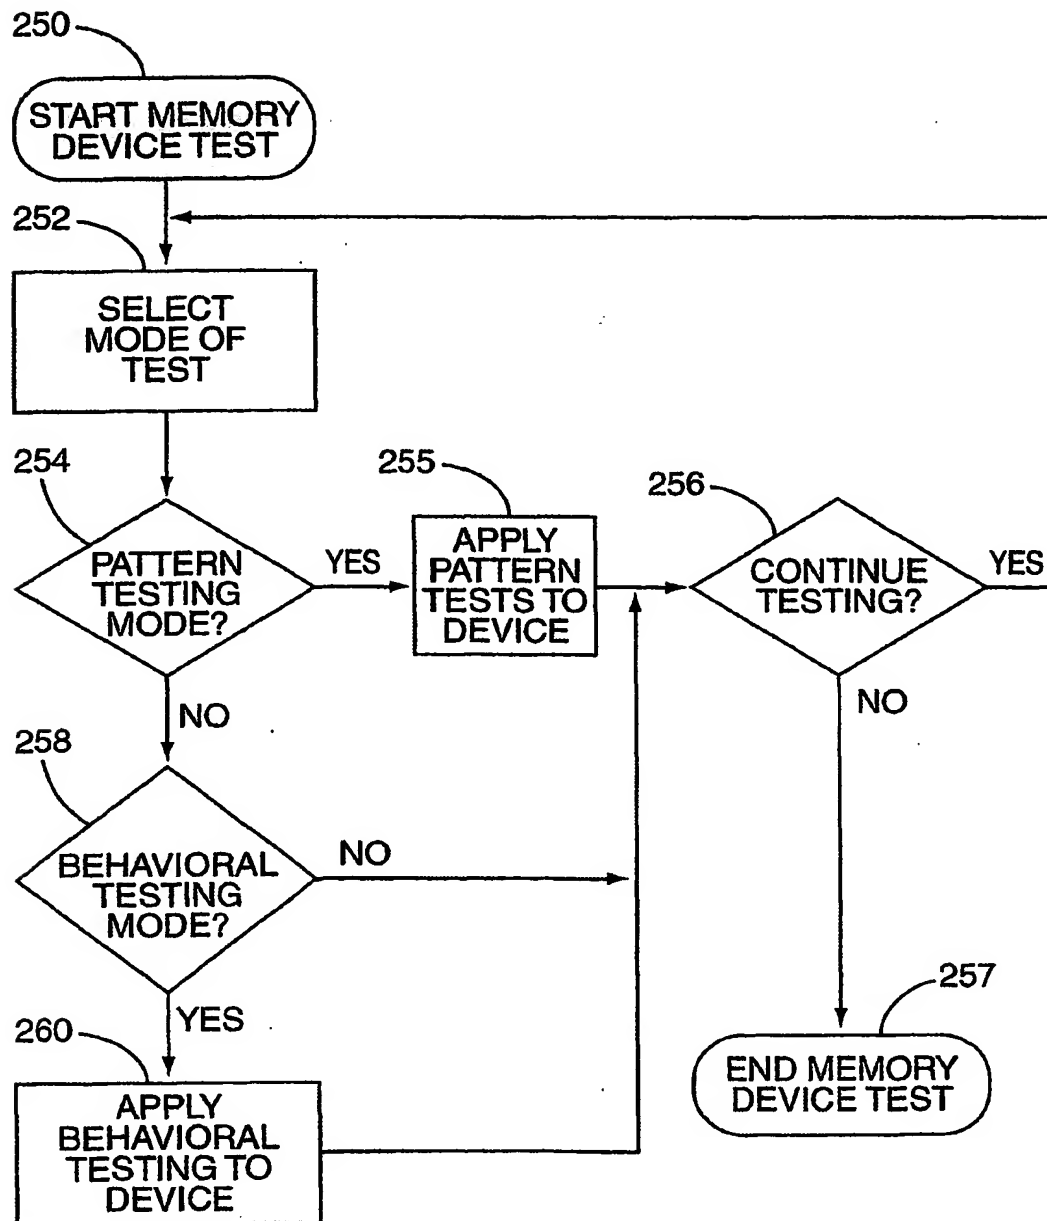 250
START MEMORY
DEVICE TEST
252
SELECT
MODE OF
TEST
254
PATTERN
TESTING
MODE?
YES
255
APPLY
PATTERN
TESTS TO
DEVICE
256
CONTINUE
TESTING?
YES
NO
NO
258
BEHAVIORAL
TESTING
MODE?
NO
YES
257
END MEMORY
DEVICE TEST
260
APPLY
BEHAVIORAL
TESTING TO
DEVICE